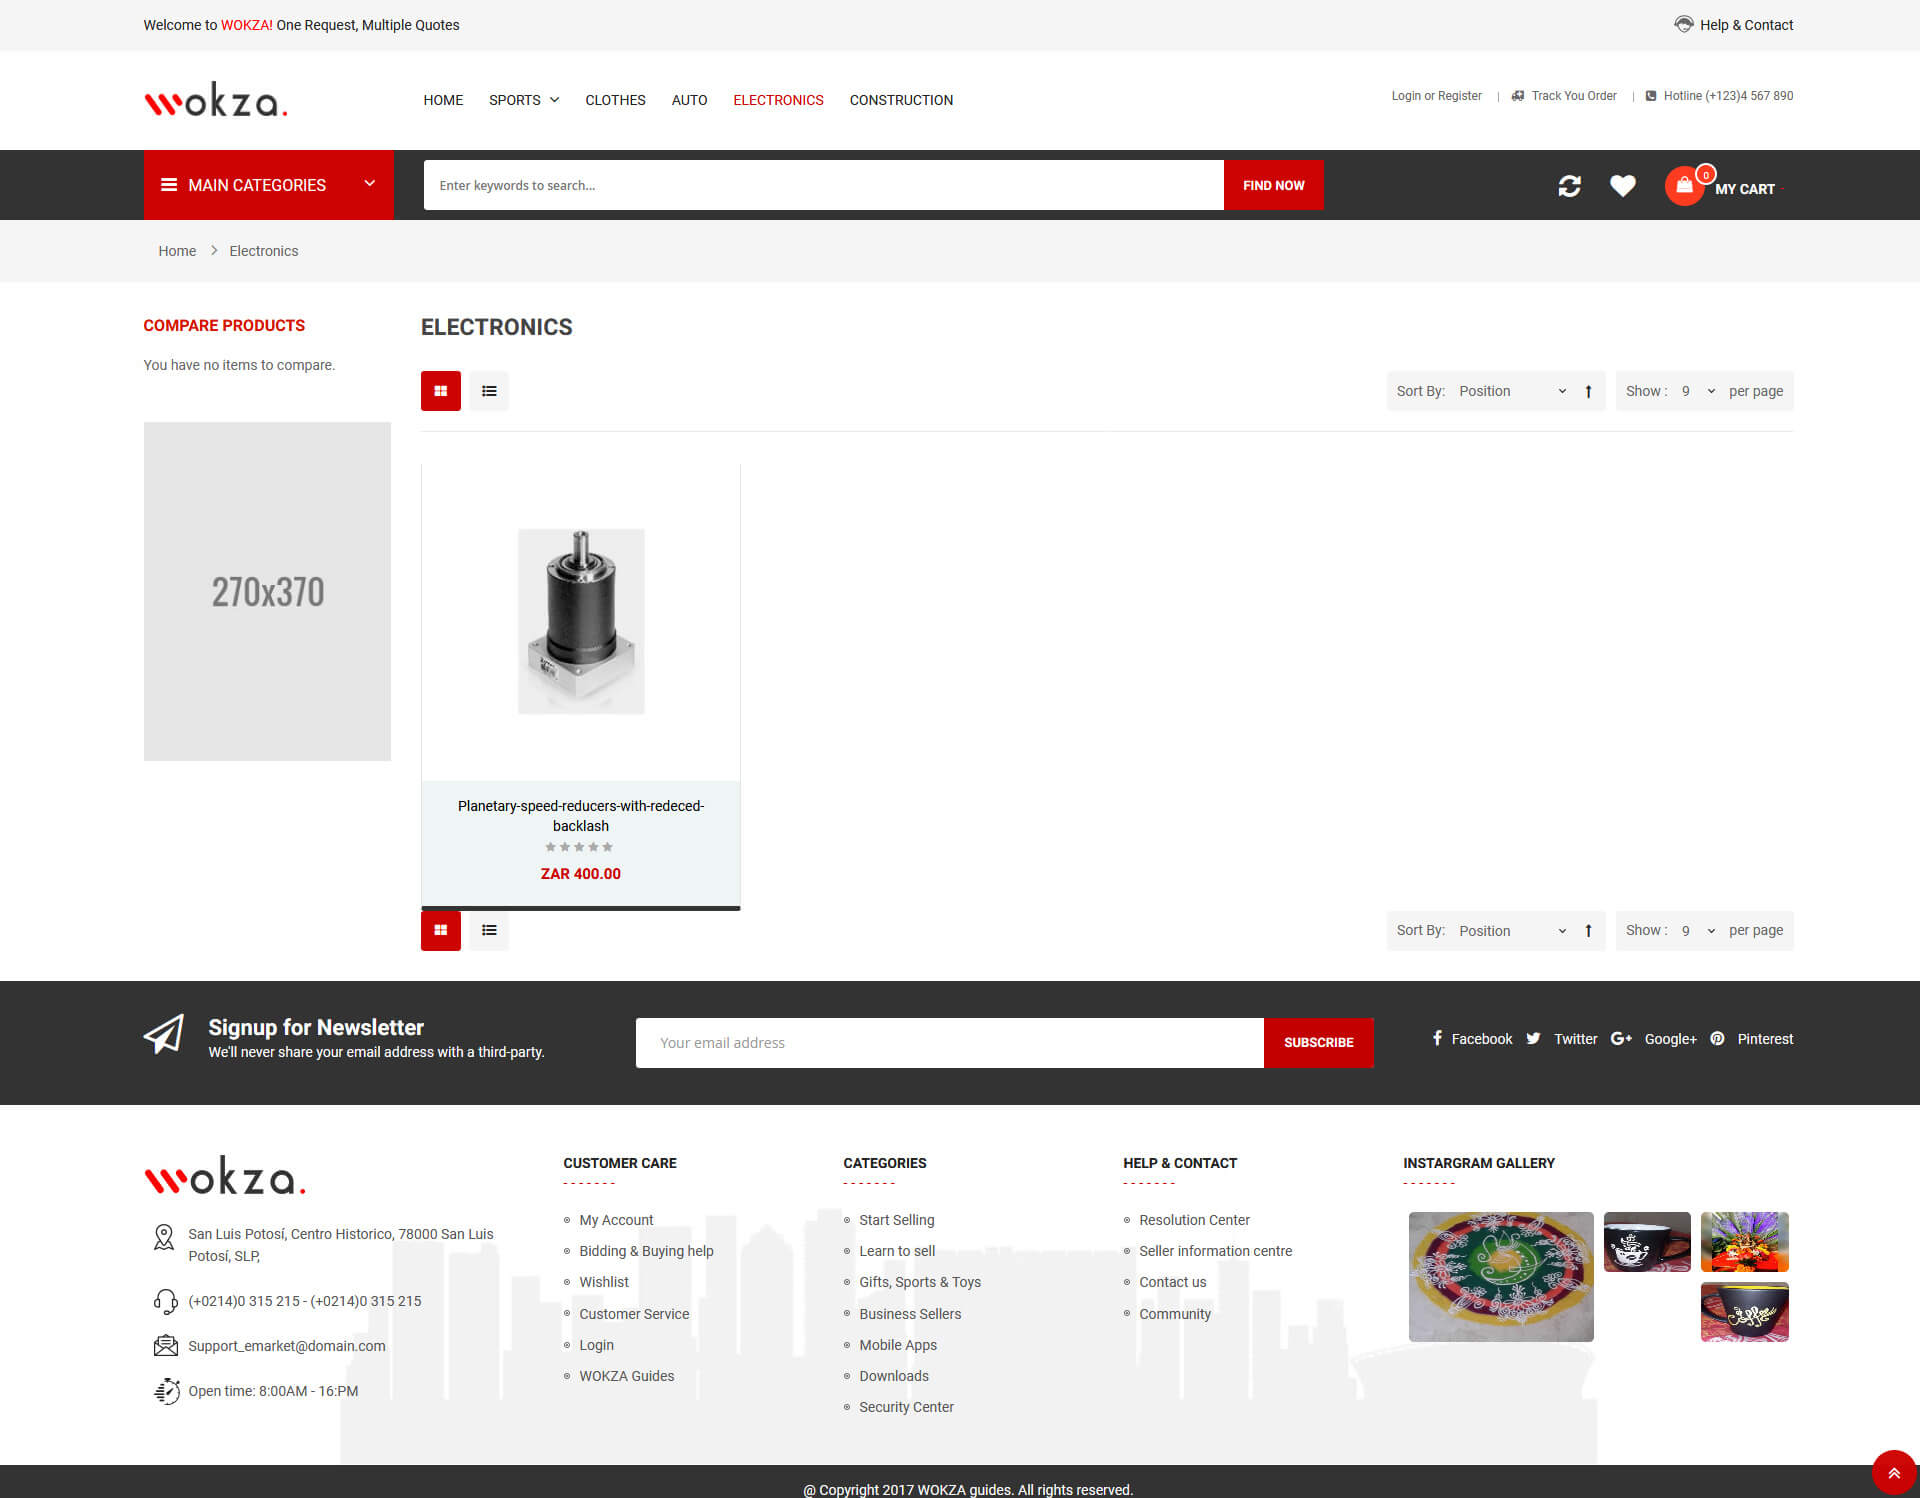 Welcome to WOKZA! One Request, Multiple Quotes
Help & Contact
wokza.
HOME SPORTS CLOTHES AUTO ELECTRONICS CONSTRUCTION
Login or Register | Track You Order | Hotline (+123)4 567 890
MAIN CATEGORIES
Enter keywords to search...
FIND NOW
0
MY CART -
Home > Electronics
COMPARE PRODUCTS
You have no items to compare.
270x370
ELECTRONICS
Sort By: Position
Show : 9 per page
Planetary-speed-reducers-with-redeced-
backlash
ZAR 400.00
Sort By: Position
Show : 9 per page
Signup for Newsletter
We'll never share your email address with a third-party.
Your email address
SUBSCRIBE
Facebook Twitter Google+ Pinterest
wokza.
San Luis Potosí, Centro Historico, 78000 San Luis
Potosí, SLP,
(+0214)0 315 215 - (+0214)0 315 215
Support_emarket@domain.com
Open time: 8:00AM - 16:PM
CUSTOMER CARE
My Account
Bidding & Buying help
Wishlist
Customer Service
Login
WOKZA Guides
CATEGORIES
Start Selling
Learn to sell
Gifts, Sports & Toys
Business Sellers
Mobile Apps
Downloads
Security Center
HELP & CONTACT
Resolution Center
Seller information centre
Contact us
Community
INSTARGRAM GALLERY
Coffee
@ Copyright 2017 WOKZA guides. All rights reserved.